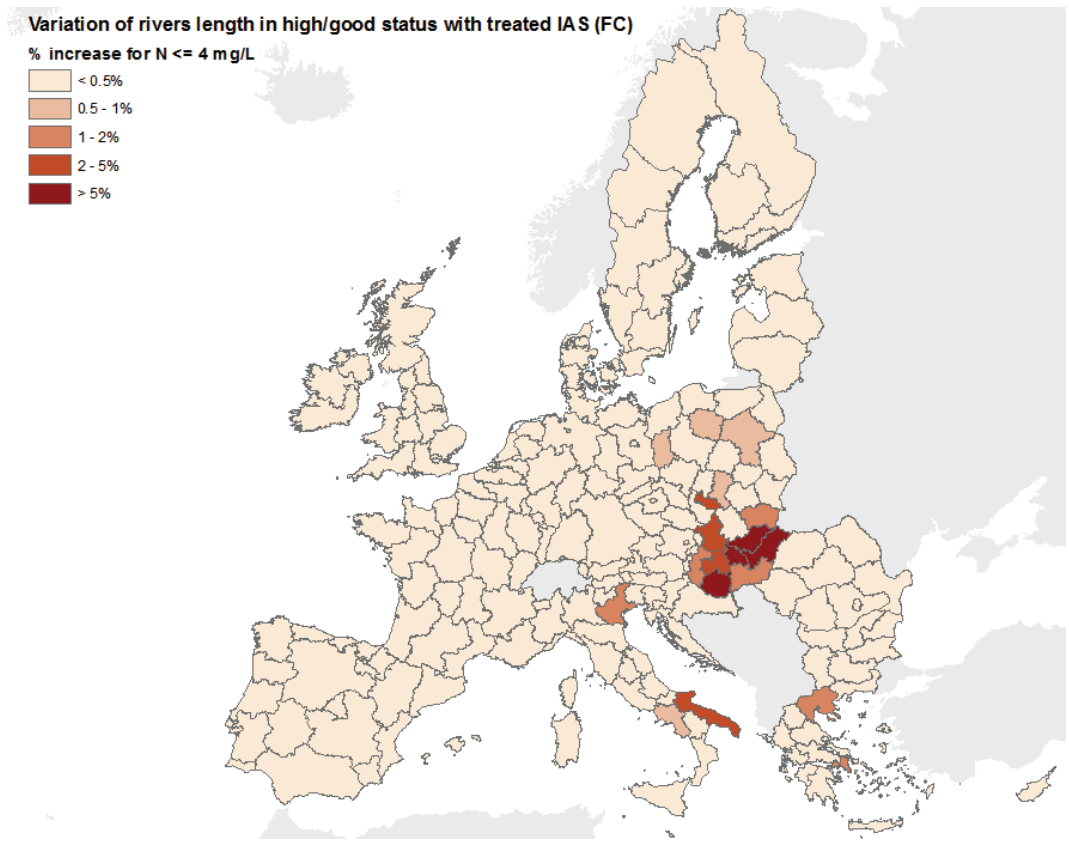 Variation of rivers length in high/good status with treated IAS (FC)
% increase for N <= 4 mg/L
< 0.5%
0.5 - 1%
1 - 2%
2 - 5%
> 5%